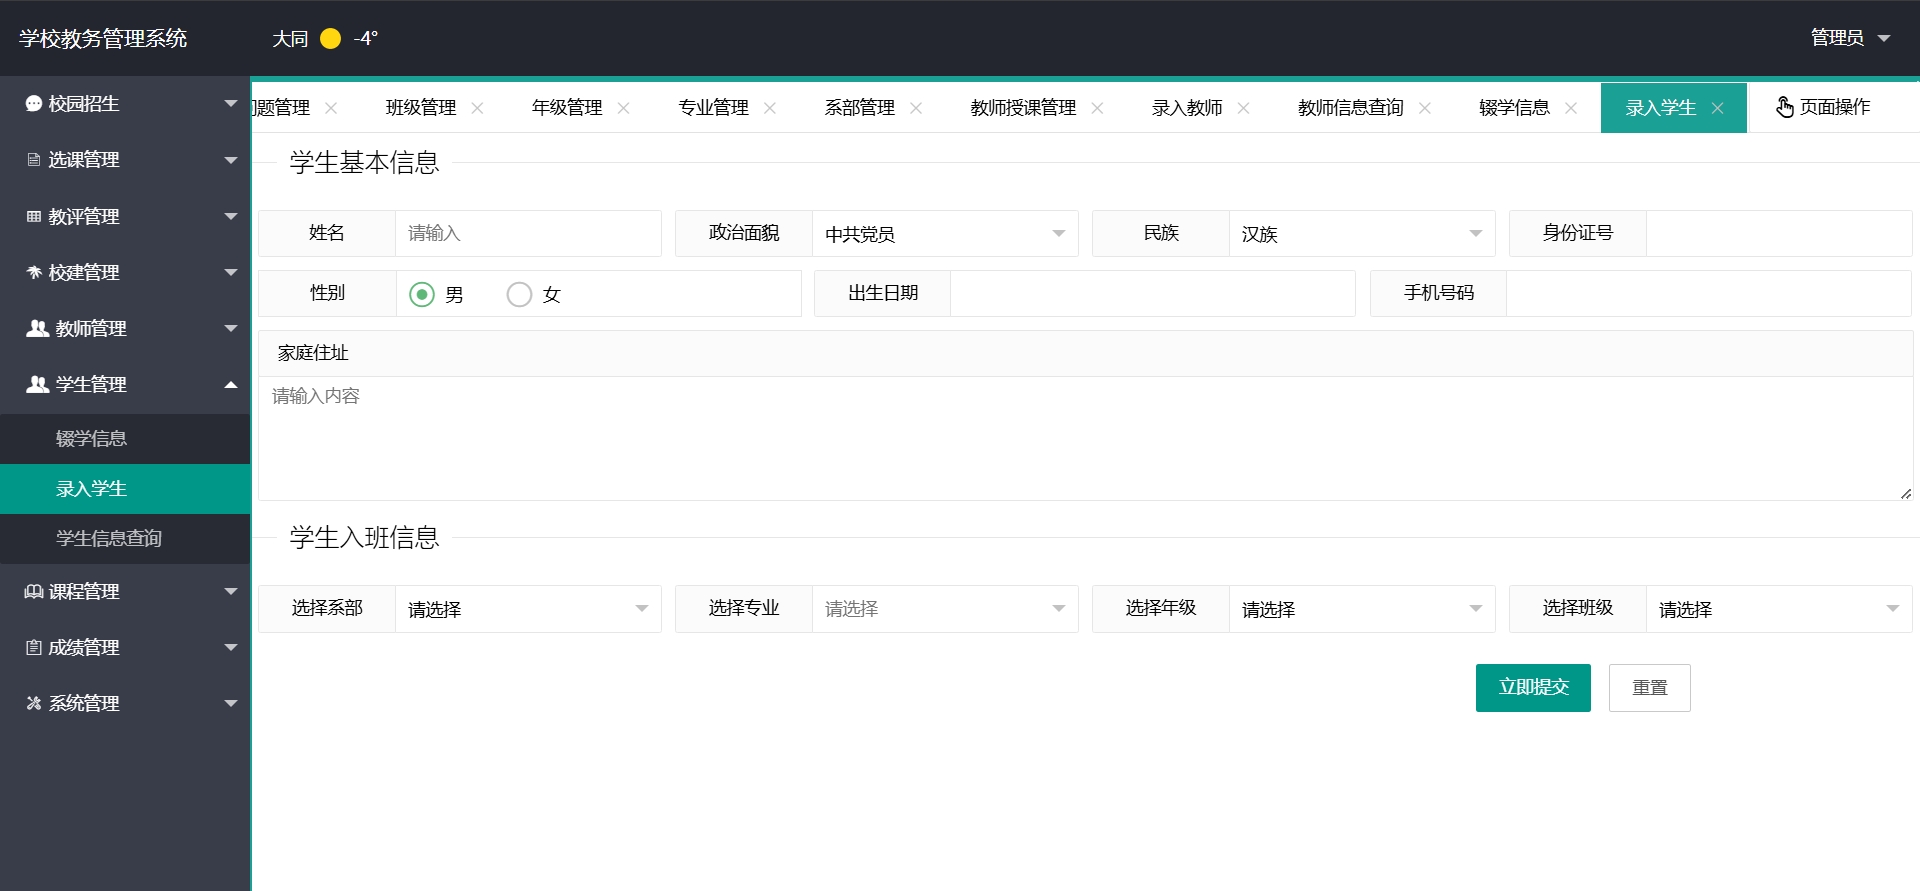 学校教务管理系统
大同 -4°
管理员
校园招生
选课管理
教评管理
校建管理
教师管理
学生管理
辍学信息
录入学生
学生信息查询
课程管理
成绩管理
系统管理
题管理 班级管理 年级管理 专业管理 系部管理 教师授课管理 录入教师 教师信息查询 辍学信息 录入学生 页面操作
学生基本信息
姓名 请输入 政治面貌 中共党员 民族 汉族 身份证号
性别 男 女 出生日期 手机号码
家庭住址
请输入内容
学生入班信息
选择系部 请选择 选择专业 请选择 选择年级 请选择 选择班级 请选择
立即提交 重置